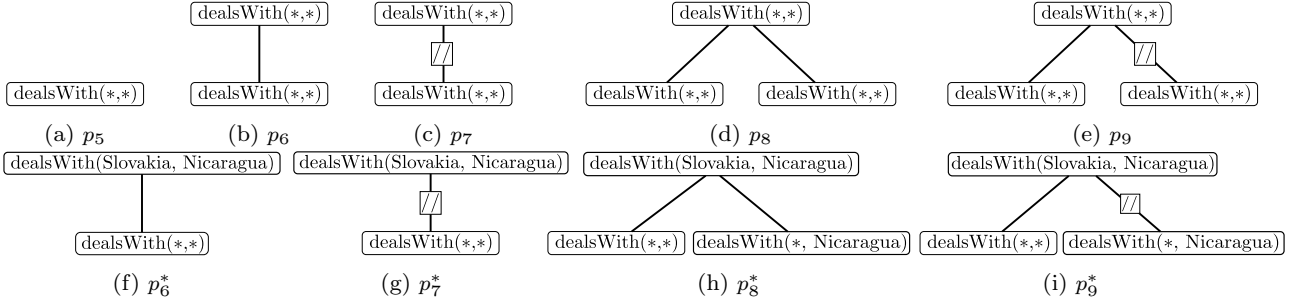 dealsWith(*,*)
(a) p5
dealsWith(*,*)
dealsWith(*,*)
(b) p6
dealsWith(*,*)
//
dealsWith(*,*)
(c) p7
dealsWith(*,*)
dealsWith(*,*) dealsWith(*,*)
(d) p8
dealsWith(*,*)
//
dealsWith(*,*) dealsWith(*,*)
(e) p9
dealsWith(Slovakia, Nicaragua)
dealsWith(*,*)
(f) p6*
dealsWith(Slovakia, Nicaragua)
//
dealsWith(*,*)
(g) p7*
dealsWith(Slovakia, Nicaragua)
dealsWith(*,*) dealsWith(*, Nicaragua)
(h) p8*
dealsWith(Slovakia, Nicaragua)
//
dealsWith(*,*) dealsWith(*, Nicaragua)
(i) p9*